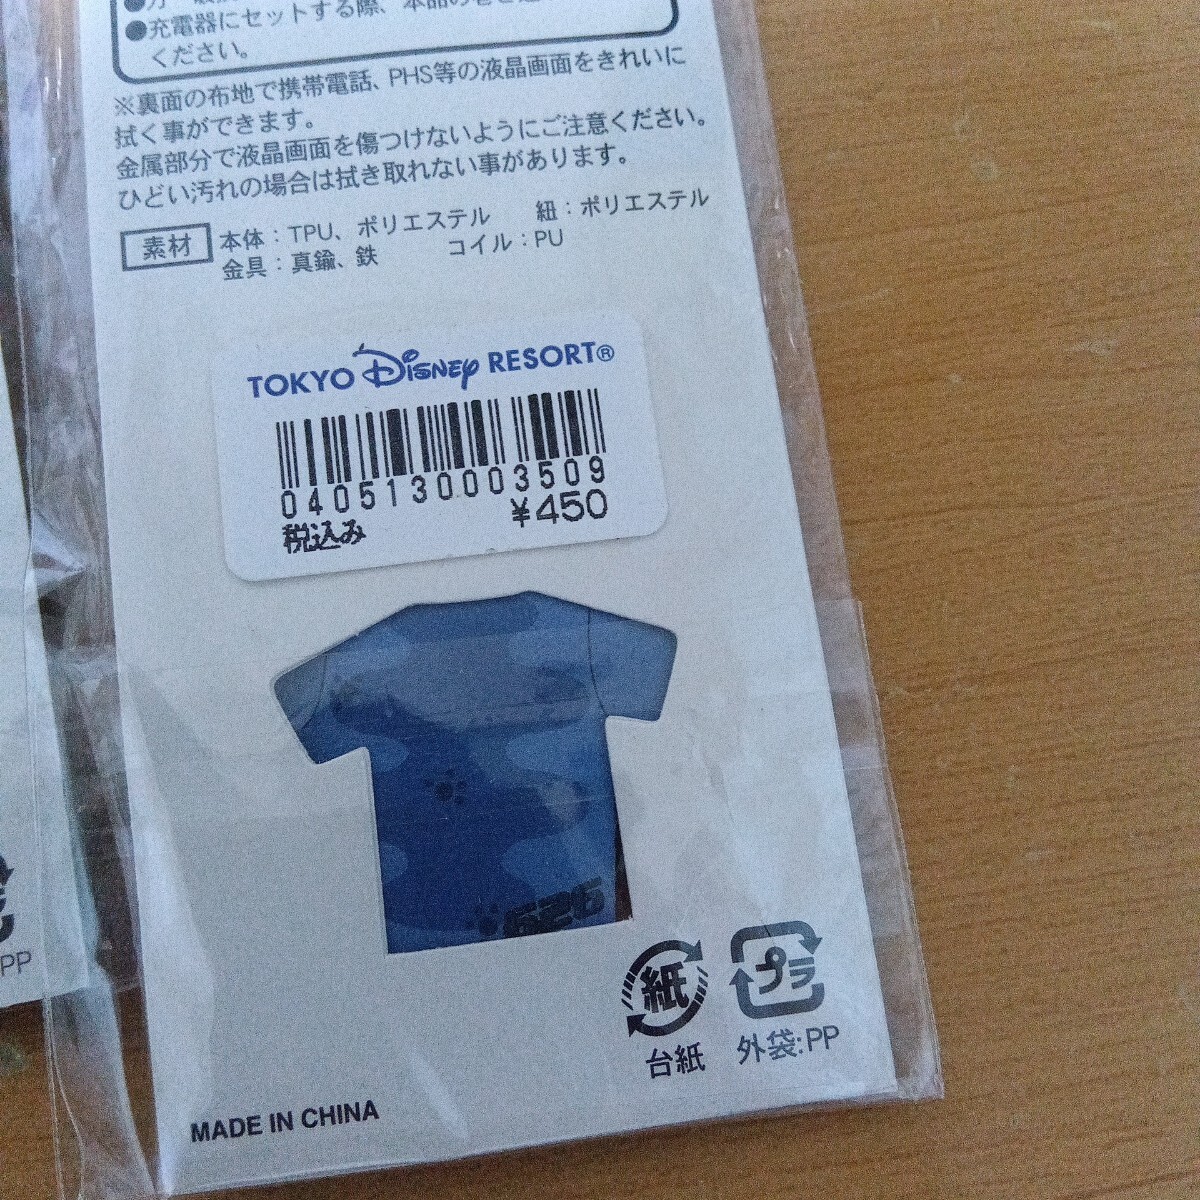 ●充電器にセットする際、本品の巻き
ください。
※裏面の布地で携帯電話、PHS等の液晶画面をきれいに
拭く事ができます。
金属部分で液晶画面を傷つけないようにご注意ください。
ひどい汚れの場合は拭き取れない事があります。
素材 本体：TPU、ポリエステル 紐：ポリエステル
金具：真鍮、鉄 コイル：PU
TOKYO Disney RESORT®
0405130003509
税込み ¥450
626
紙 プラ
台紙 外袋:PP
PP
MADE IN CHINA